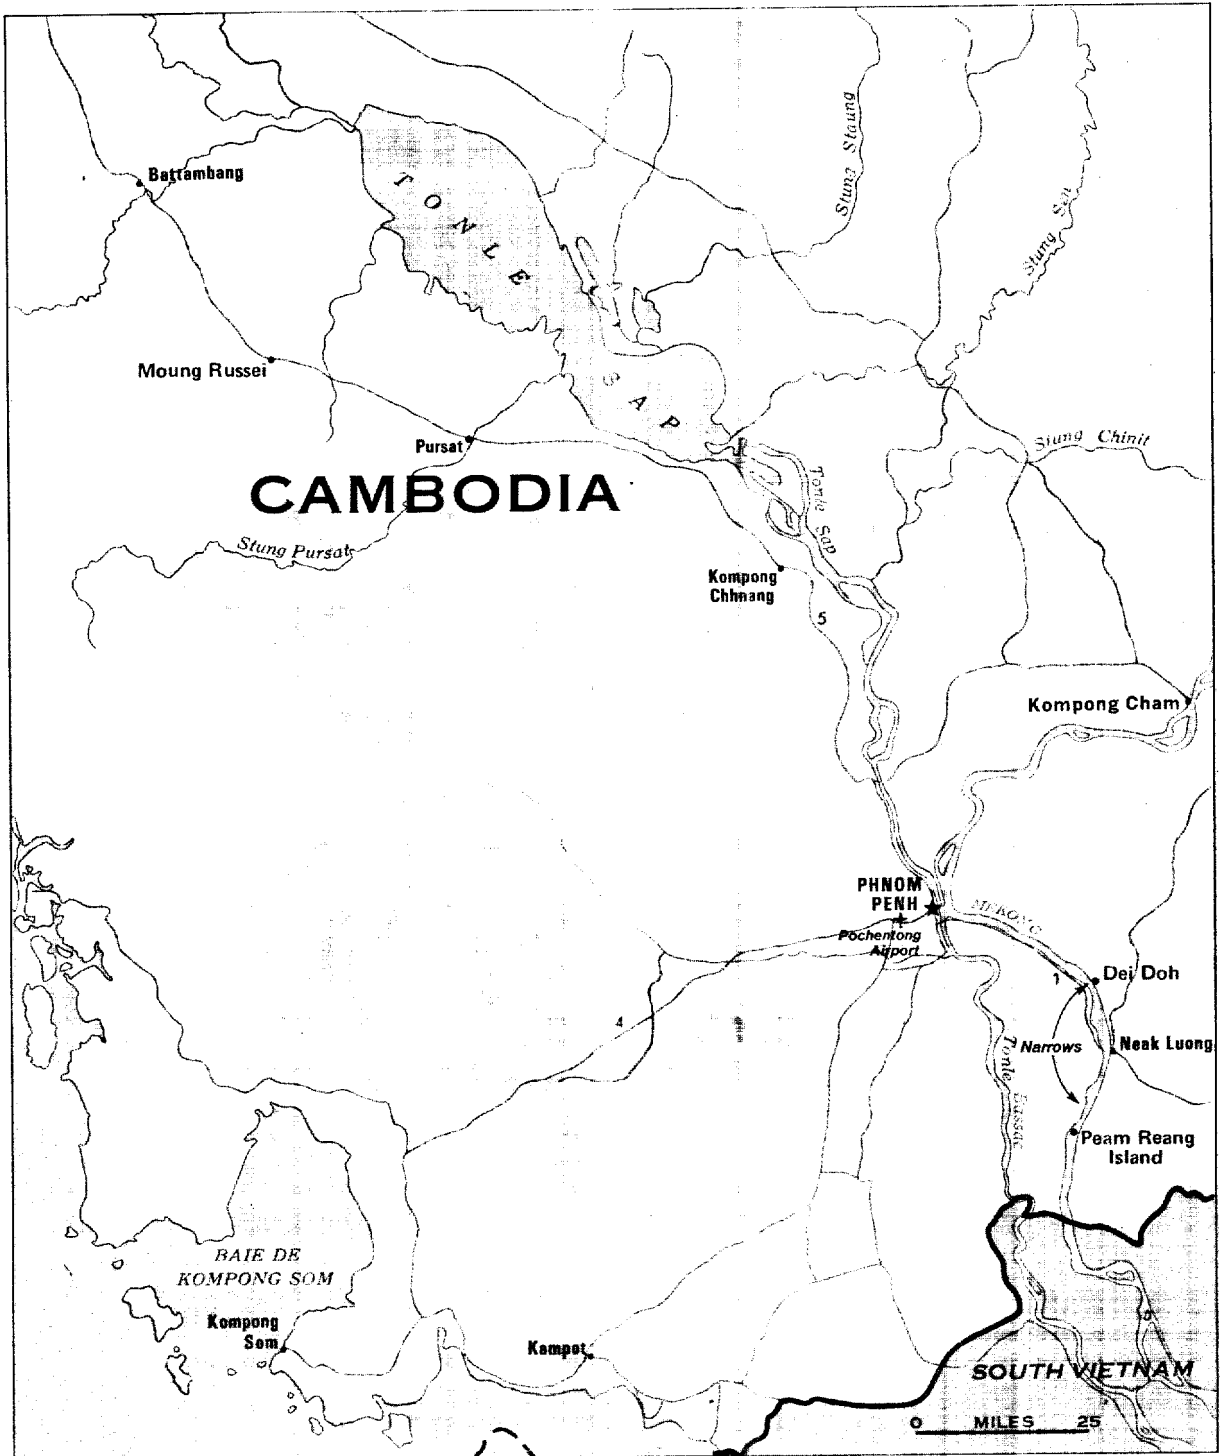 Battambang
TONLE
SAP
Stung Staung
Stung Sen
Moung Russei
Pursat
CAMBODIA
Stung Chinit
Tonle Sap
Stung Pursat
Kompong
Chhnang
5
Kompong Cham
PHNOM
PENH
MEKONG
Pochentong
Airport
1
Dei Doh
4
Narrows
Neak Luong
Tonle Bassac
Peam Reang
Island
BAIE DE
KOMPONG SOM
Kompong
Som
Kampot
SOUTH VIETNAM
0 MILES 25